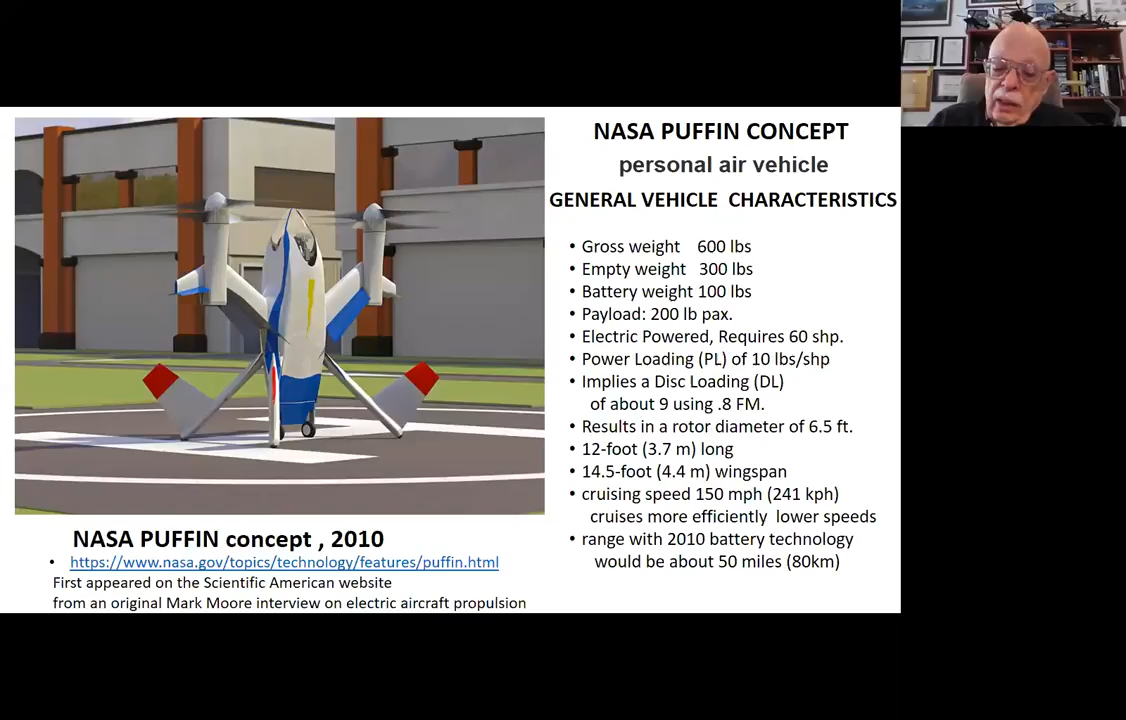 NASA PUFFIN CONCEPT
personal air vehicle
GENERAL VEHICLE CHARACTERISTICS
• Gross weight 600 lbs
• Empty weight 300 lbs
• Battery weight 100 lbs
• Payload: 200 lb pax.
• Electric Powered, Requires 60 shp.
• Power Loading (PL) of 10 lbs/shp
• Implies a Disc Loading (DL)
of about 9 using .8 FM.
• Results in a rotor diameter of 6.5 ft.
• 12-foot (3.7 m) long
• 14.5-foot (4.4 m) wingspan
• cruising speed 150 mph (241 kph)
cruises more efficiently lower speeds
• range with 2010 battery technology
would be about 50 miles (80km)
NASA PUFFIN concept , 2010
• https://www.nasa.gov/topics/technology/features/puffin.html
First appeared on the Scientific American website
from an original Mark Moore interview on electric aircraft propulsion